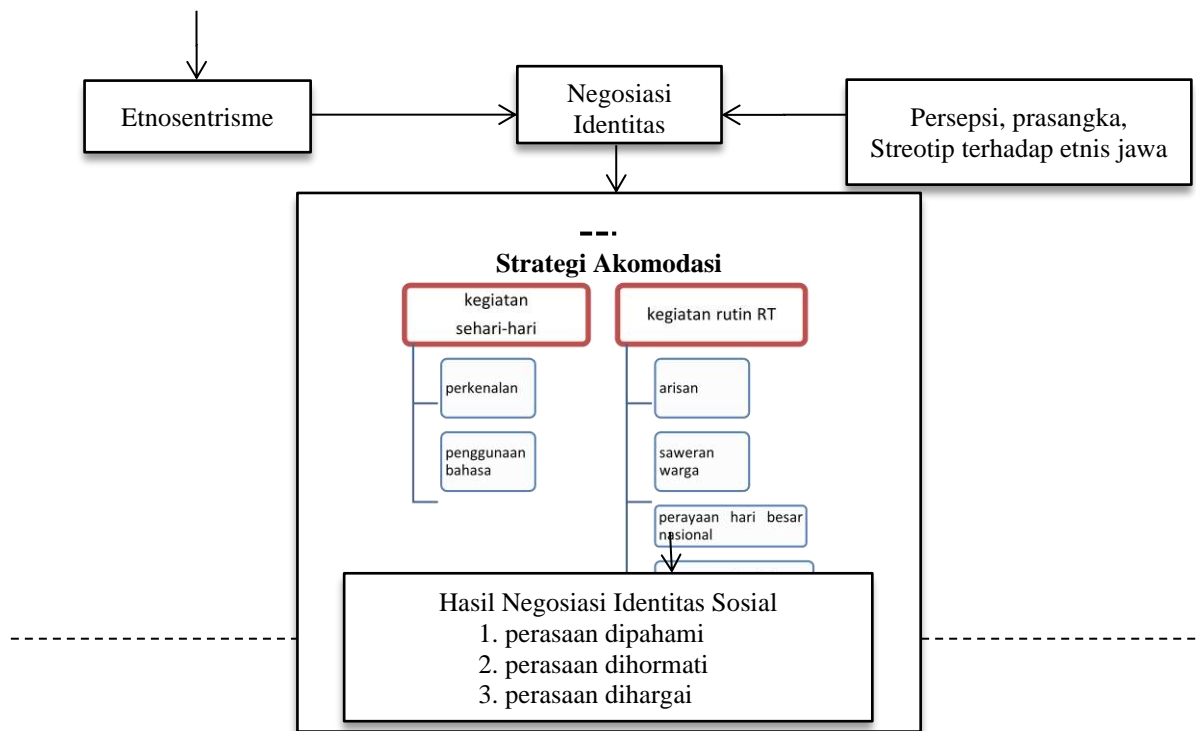 Etnosentrisme
Negosiasi
Identitas
Persepsi, prasangka,
Streotip terhadap etnis jawa
Strategi Akomodasi
kegiatan
sehari-hari
perkenalan
penggunaan
bahasa
kegiatan rutin RT
arisan
saweran
warga
perayaan hari besar
nasional
Hasil Negosiasi Identitas Sosial
1. perasaan dipahami
2. perasaan dihormati
3. perasaan dihargai